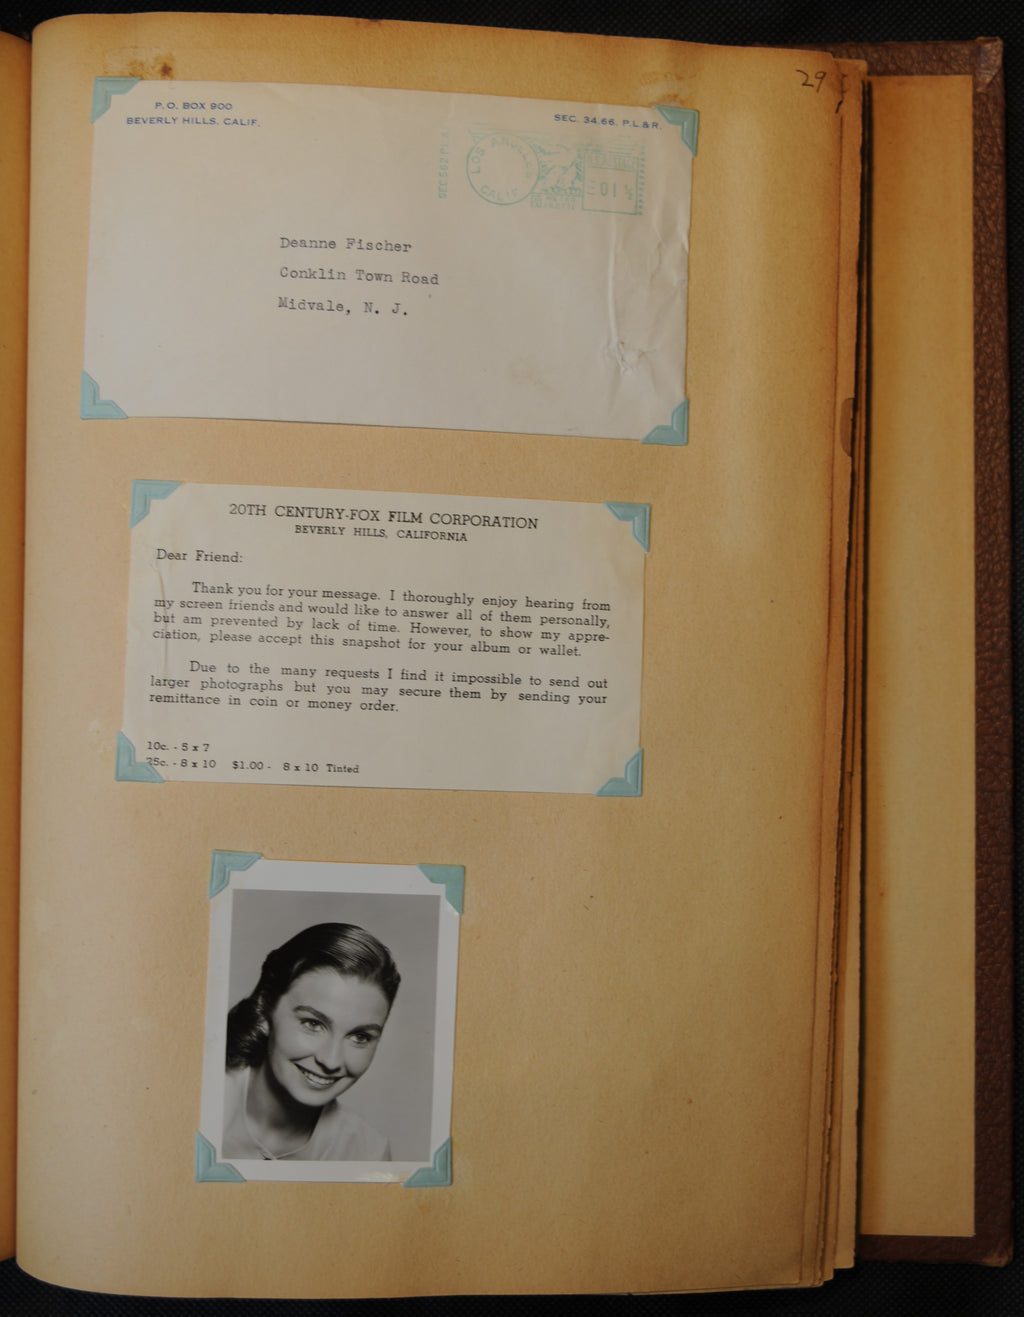 29
P. O. BOX 900
BEVERLY HILLS, CALIF.
SEC. 34.66, P.L.&R.
LOS ANGELES
CALIF.
01 ½
Deanne Fischer
Conklin Town Road
Midvale, N. J.
20TH CENTURY-FOX FILM CORPORATION
BEVERLY HILLS, CALIFORNIA
Dear Friend:
Thank you for your message. I thoroughly enjoy hearing from
my screen friends and would like to answer all of them personally,
but am prevented by lack of time. However, to show my appre-
ciation, please accept this snapshot for your album or wallet.
Due to the many requests I find it impossible to send out
larger photographs but you may secure them by sending your
remittance in coin or money order.
10c. - 5 x 7
25c. - 8 x 10 $1.00 - 8 x 10 Tinted